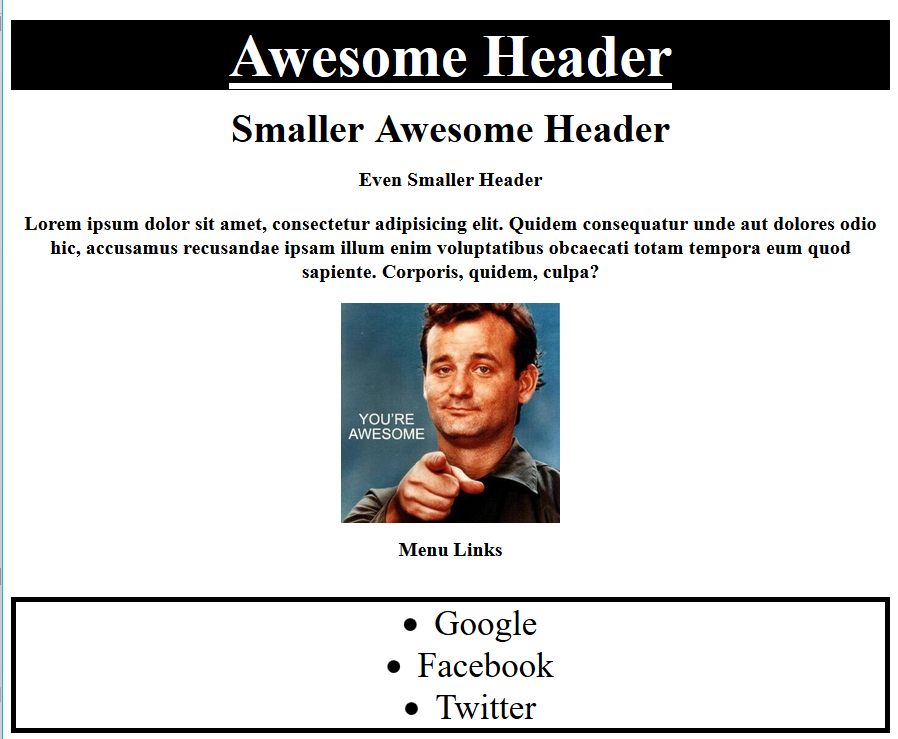 Awesome Header
Smaller Awesome Header
Even Smaller Header
Lorem ipsum dolor sit amet, consectetur adipisicing elit. Quidem consequatur unde aut dolores odio
hic, accusamus recusandae ipsam illum enim voluptatibus obcaecati totam tempora eum quod
sapiente. Corporis, quidem, culpa?
YOU'RE
AWESOME
Menu Links
• Google
• Facebook
• Twitter